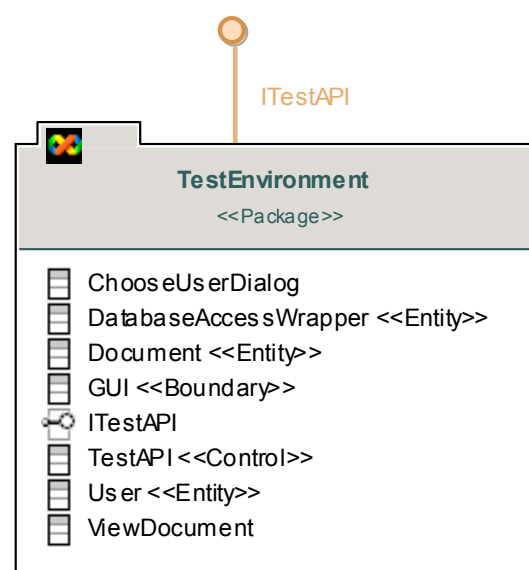 ITestAPI
TestEnvironment
<<Package>>
ChooseUserDialog
DatabaseAccessWrapper <<Entity>>
Document <<Entity>>
GUI <<Boundary>>
ITestAPI
TestAPI <<Control>>
User <<Entity>>
ViewDocument